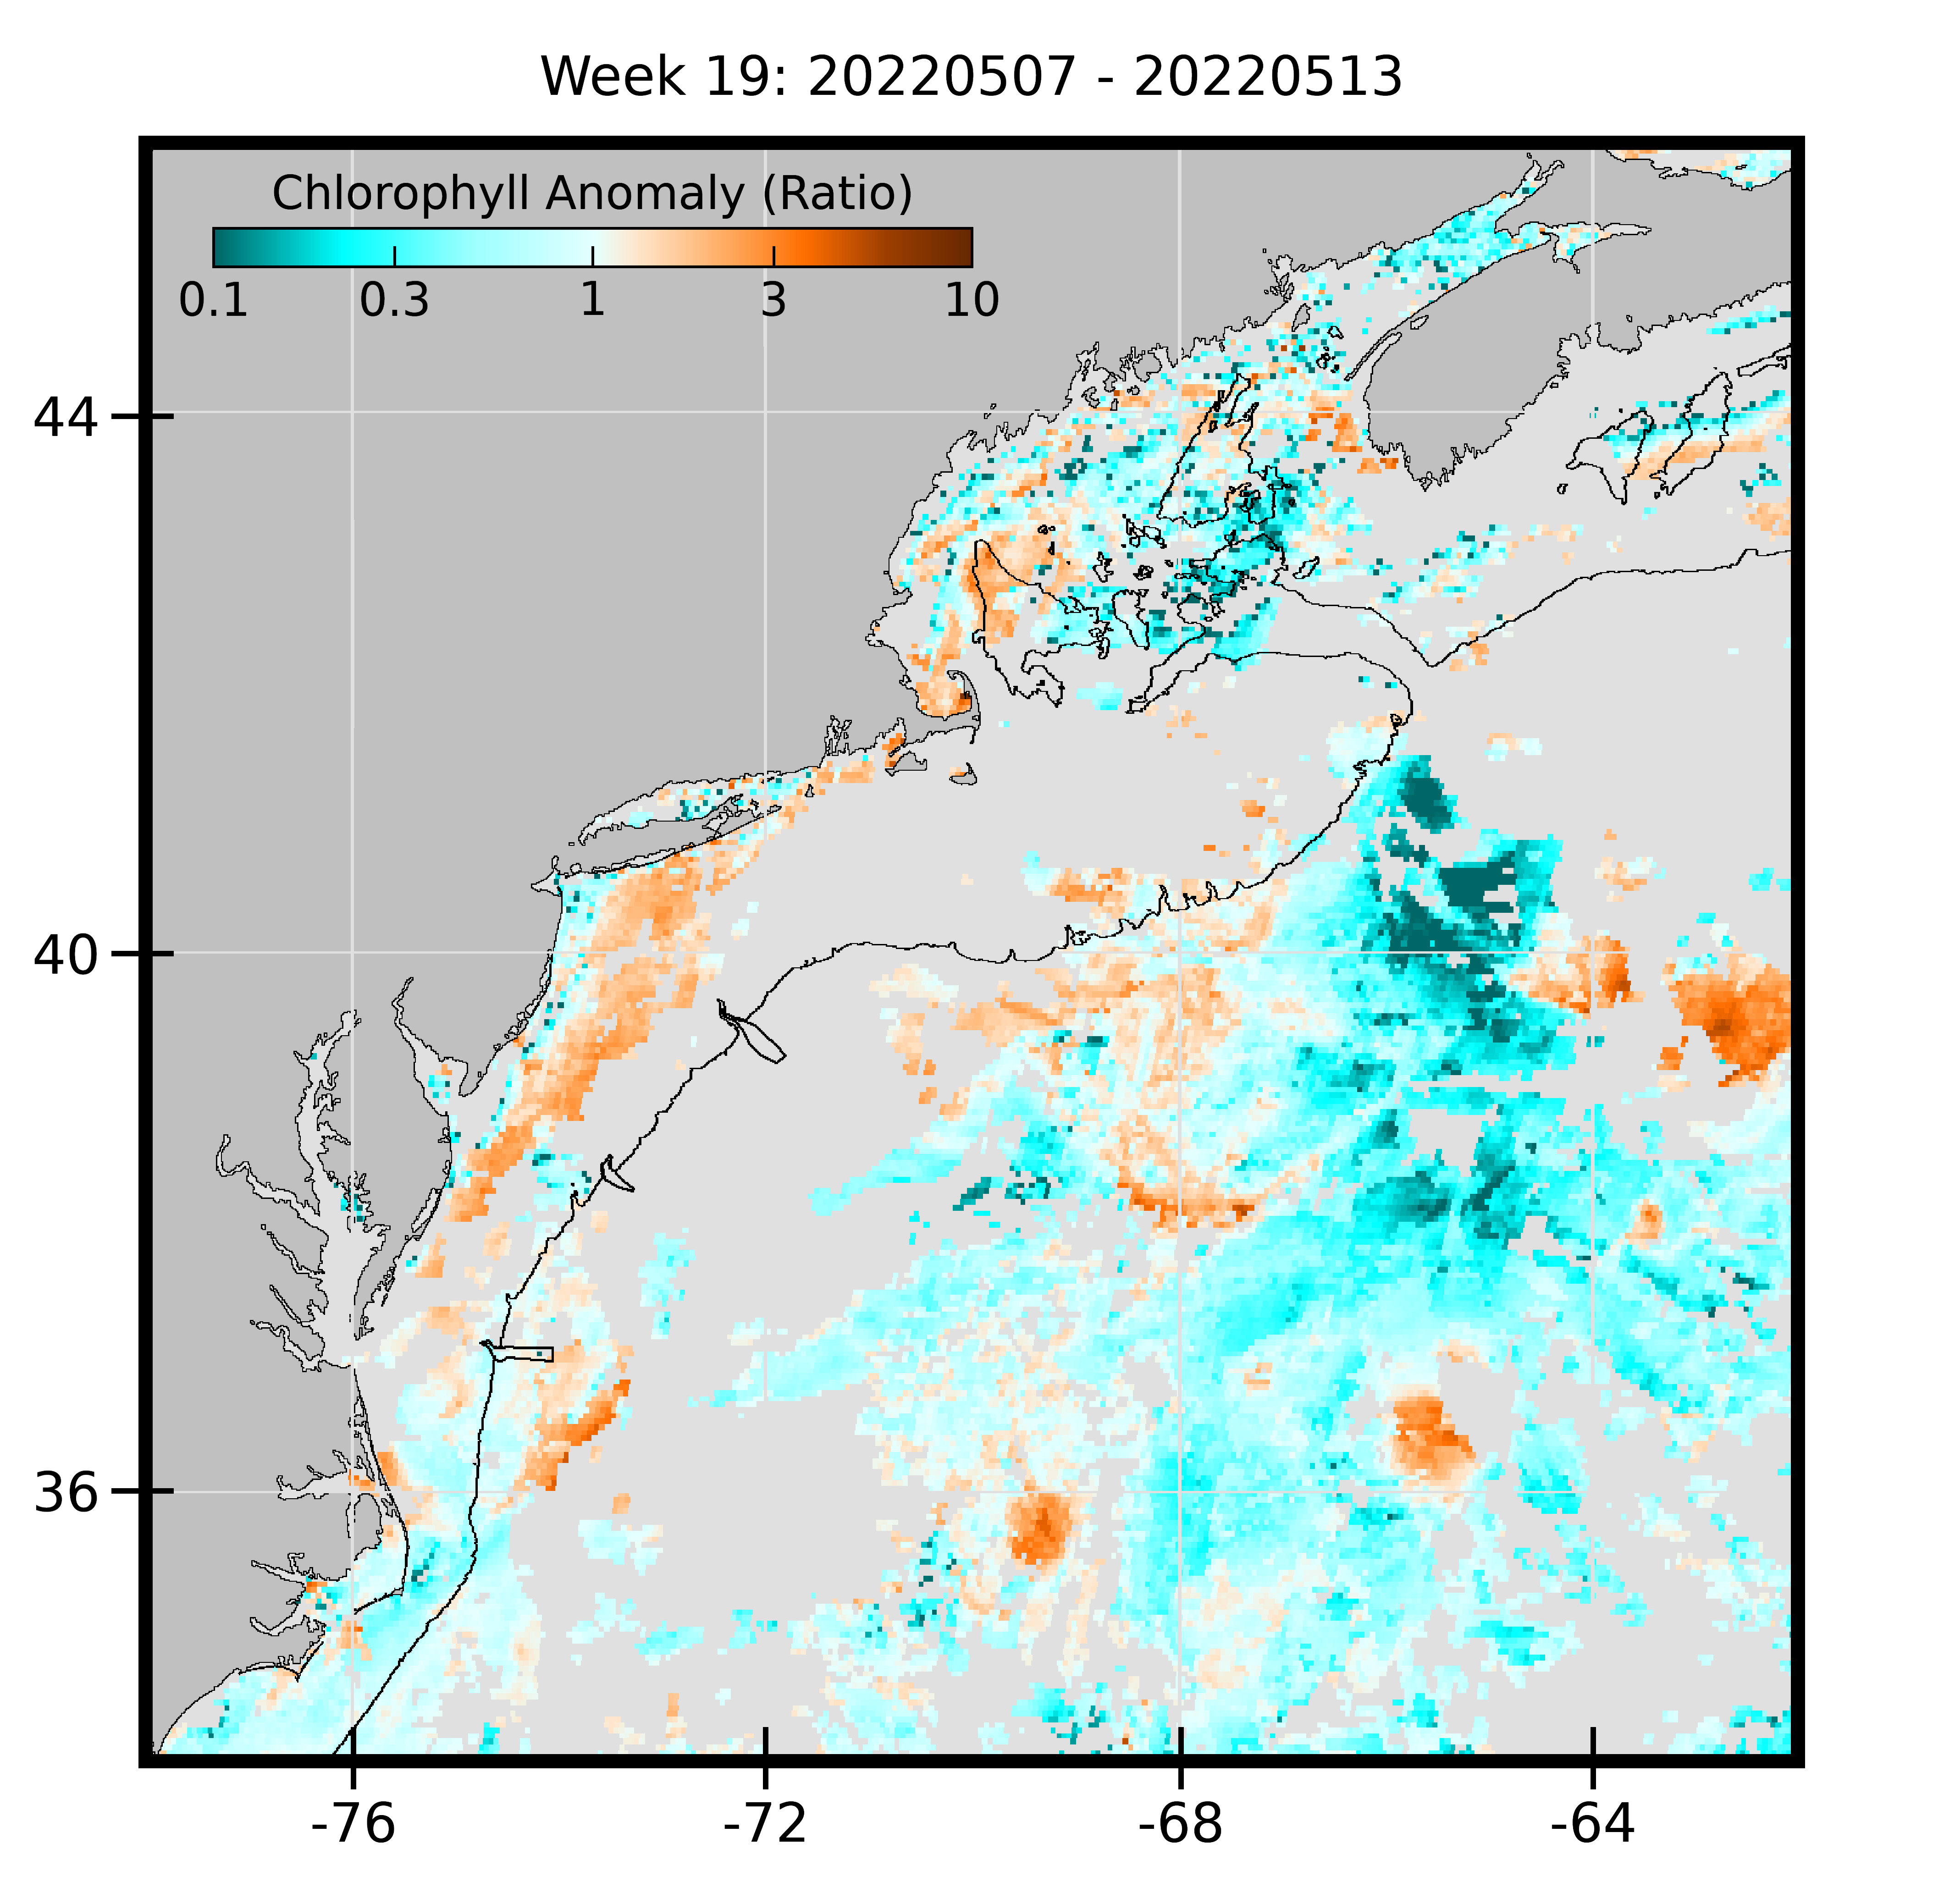 Week 19: 20220507 - 20220513
Chlorophyll Anomaly (Ratio)
0.1 0.3 1 3 10
44
40
36
-76 -72 -68 -64